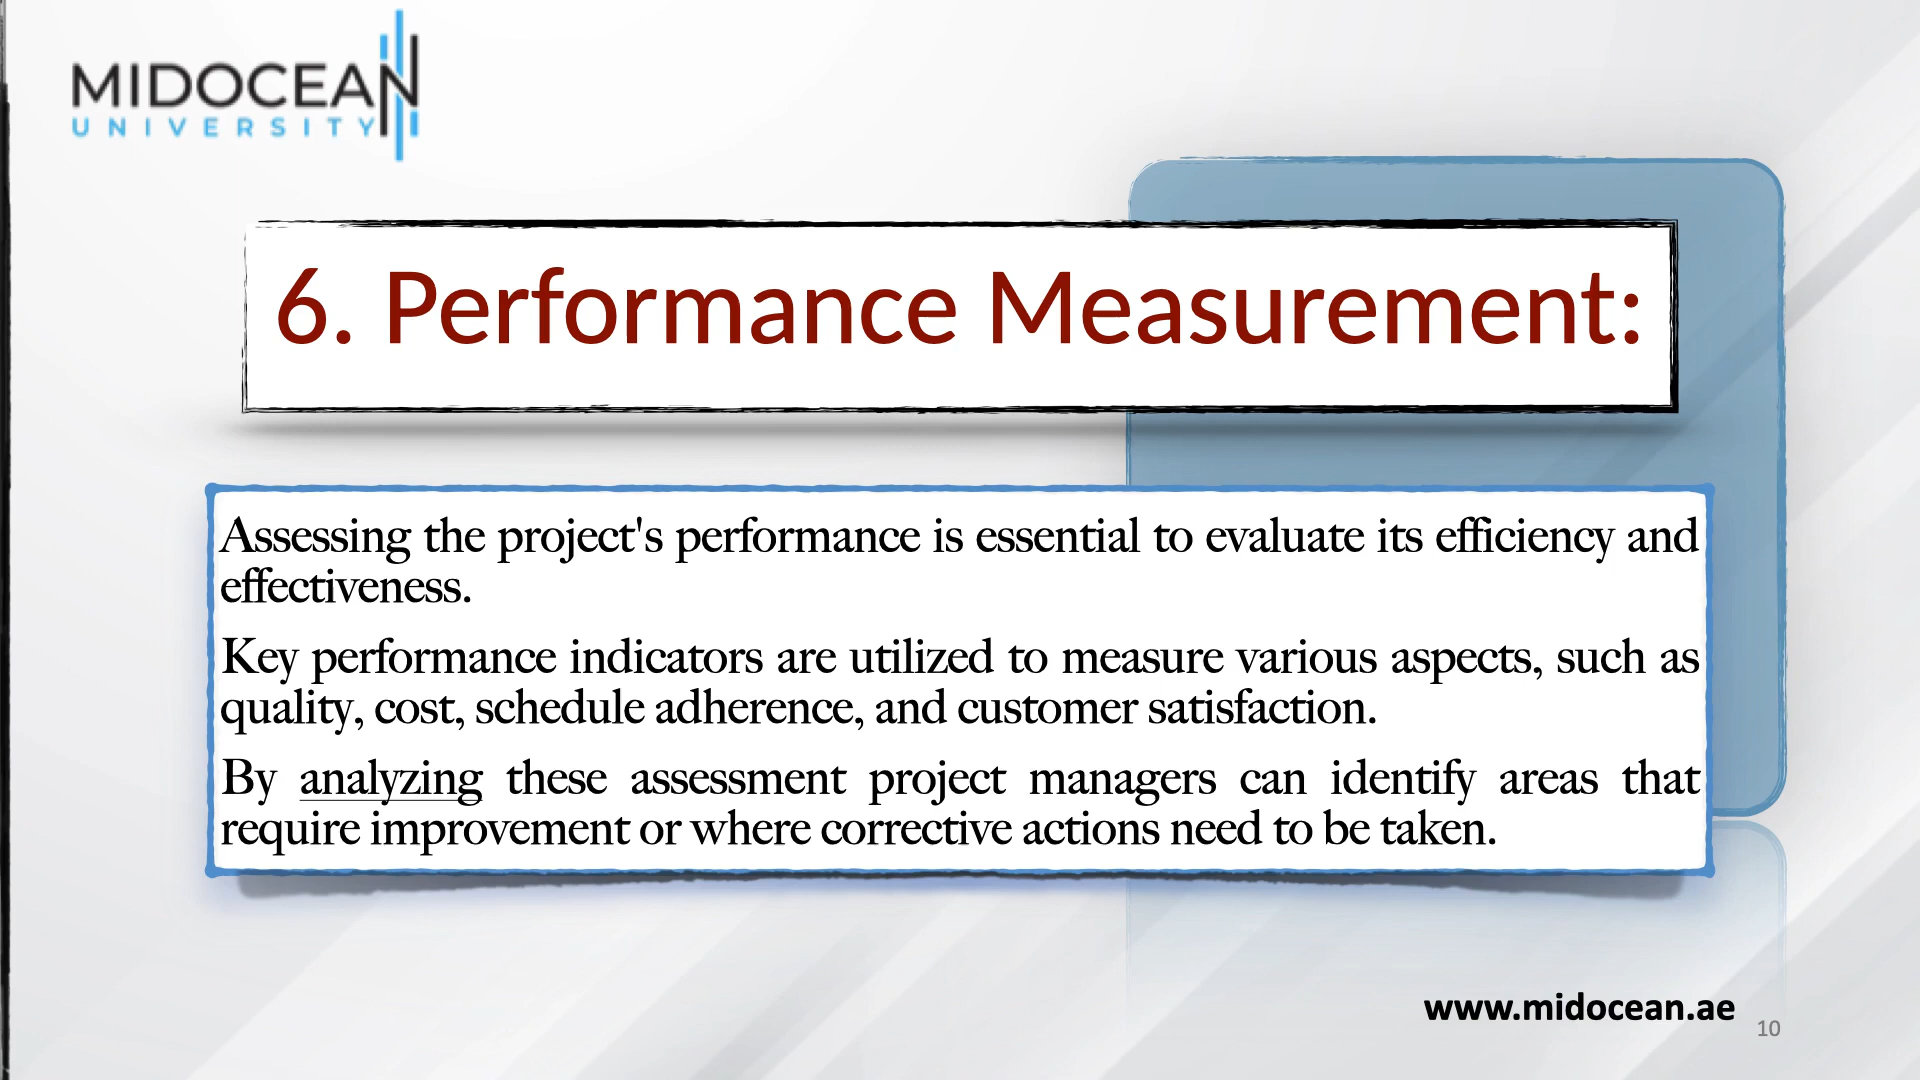 MIDOCEAN
UNIVERSITY
6. Performance Measurement:
Assessing the project's performance is essential to evaluate its efficiency and
effectiveness.
Key performance indicators are utilized to measure various aspects, such as
quality, cost, schedule adherence, and customer satisfaction.
By analyzing these assessment project managers can identify areas that
require improvement or where corrective actions need to be taken.
www.midocean.ae
10